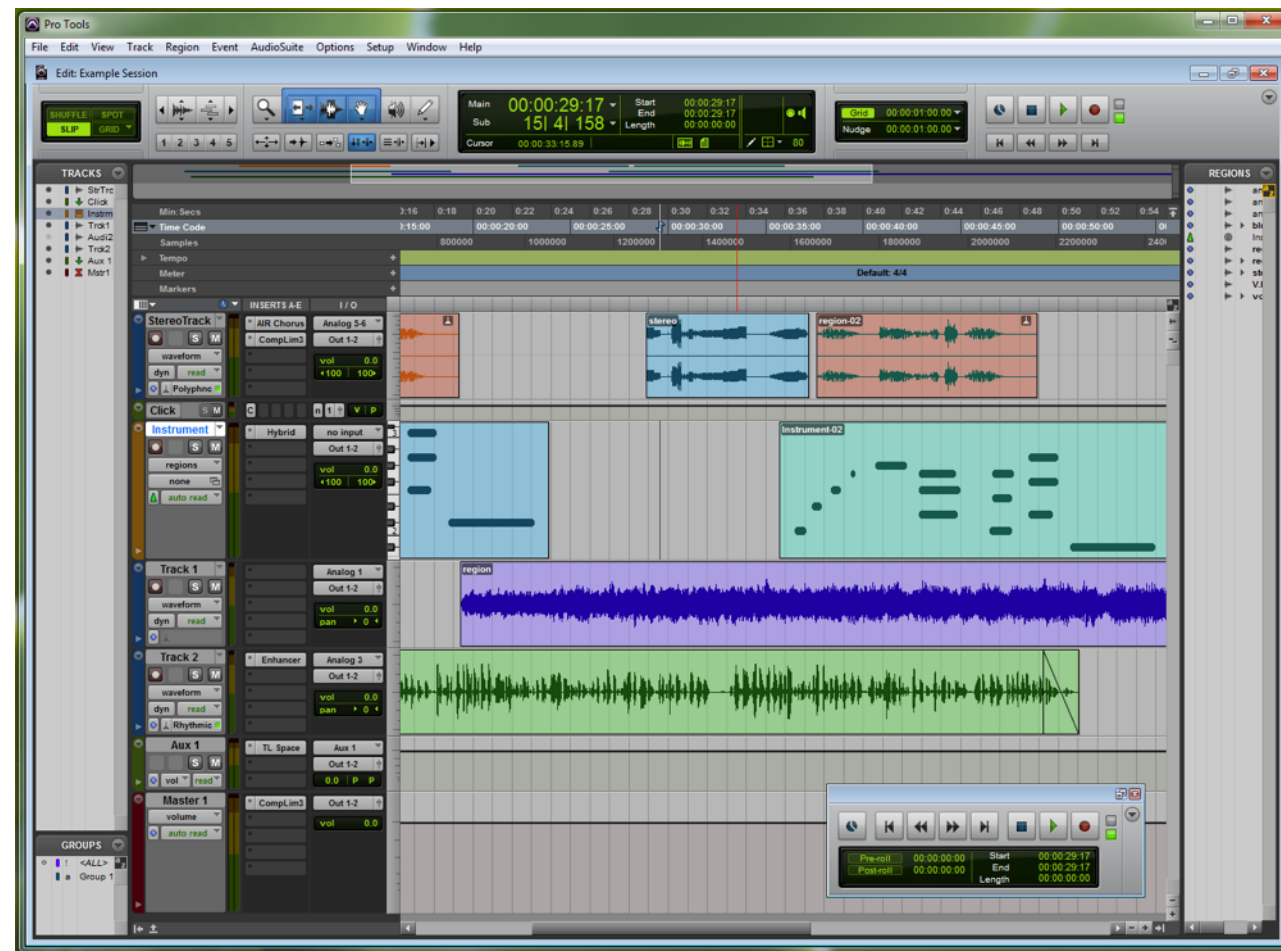 Pro Tools
File Edit View Track Region Event AudioSuite Options Setup Window Help
Edit: Example Session
SHUFFLE SPOT
SLIP GRID
1 2 3 4 5
Main 00:00:29:17
Sub 15| 4| 158
Start 00:00:29:17
End 00:00:29:17
Length 00:00:00:00
Cursor 00:00:33:15.89
80
Grid 00:00:01:00.00
Nudge 00:00:01:00.00
TRACKS
StrTrc
Click
Instrm
Trck1
Audi2
Trck2
Aux 1
Mstr1
GROUPS
! <ALL>
a Group 1
Min:Secs 0:18 0:20 0:22 0:24 0:26 0:28 0:30 0:32 0:34 0:36 0:38 0:40 0:42 0:44 0:46 0:48 0:50 0:52 0:54
Time Code :15:00 00:00:20:00 00:00:25:00 00:00:30:00 00:00:35:00 00:00:40:00 00:00:45:00 00:00:50:00
Samples 800000 1000000 1200000 1400000 1600000 1800000 2000000 2200000 240
Tempo
Meter Default: 4/4
Markers
INSERTS A-E I / O
StereoTrack AIR Chorus Analog 5-6 stereo region-02
S M CompLim3 Out 1-2
waveform vol 0.0
dyn read 100 100
Polyphnc
Click S M C n 1 V P
Instrument Hybrid no input Instrument-02
S M Out 1-2
regions vol 0.0
none 100 100
auto read
Track 1 Analog 1 region
S M Out 1-2
waveform vol 0.0
dyn read pan 0
Track 2 Enhancer Analog 3
S M Out 1-2
waveform vol 0.0
dyn read pan 0
Rhythmic
Aux 1 TL Space Aux 1
S M Out 1-2
vol read 0.0 P P
Master 1 CompLim3 Out 1-2
volume vol 0.0
auto read
Pre-roll 00:00:00:00 Start 00:00:29:17
Post-roll 00:00:00:00 End 00:00:29:17
Length 00:00:00:00
REGIONS
an
an
blu
Ins
re
re
ste
vo